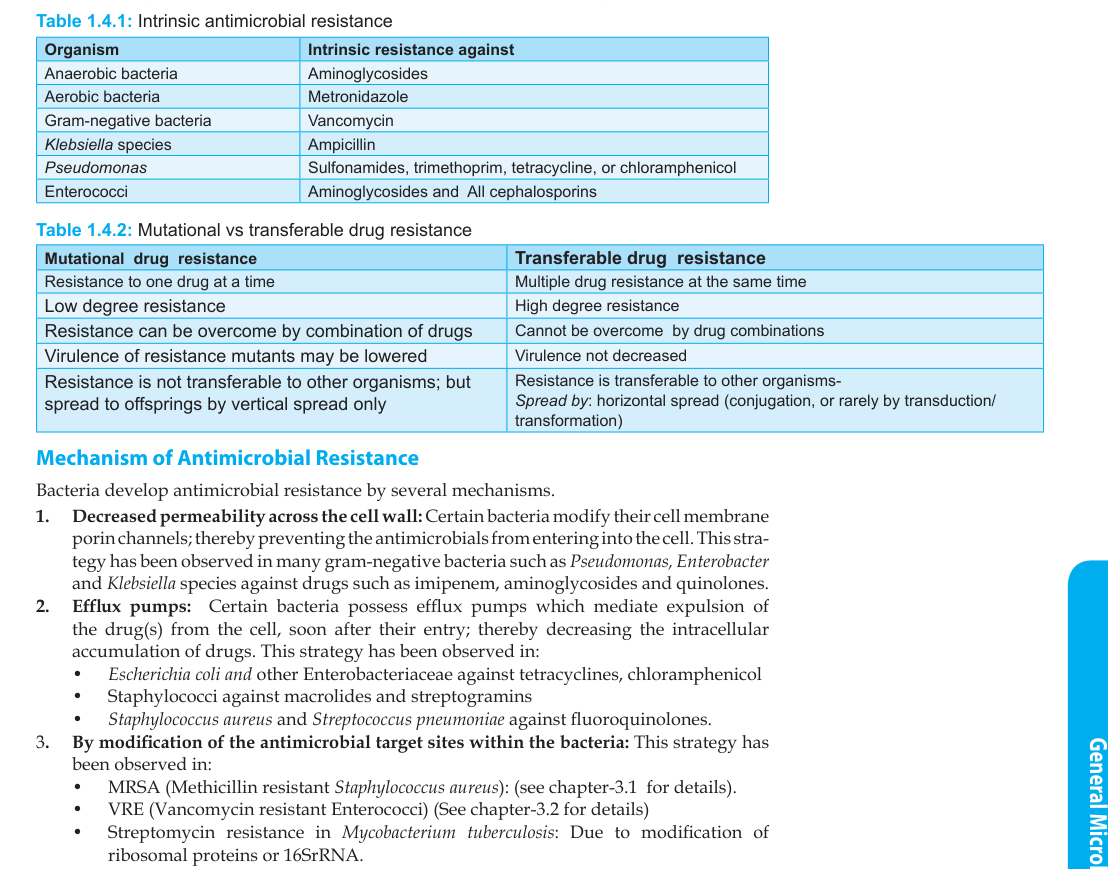 Table 1.4.1: Intrinsic antimicrobial resistance
Organism Intrinsic resistance against
Anaerobic bacteria Aminoglycosides
Aerobic bacteria Metronidazole
Gram-negative bacteria Vancomycin
Klebsiella species Ampicillin
Pseudomonas Sulfonamides, trimethoprim, tetracycline, or chloramphenicol
Enterococci Aminoglycosides and All cephalosporins
Table 1.4.2: Mutational vs transferable drug resistance
Mutational drug resistance Transferable drug resistance
Resistance to one drug at a time Multiple drug resistance at the same time
Low degree resistance High degree resistance
Resistance can be overcome by combination of drugs Cannot be overcome by drug combinations
Virulence of resistance mutants may be lowered Virulence not decreased
Resistance is not transferable to other organisms; but
spread to offsprings by vertical spread only
Resistance is transferable to other organisms-
Spread by: horizontal spread (conjugation, or rarely by transduction/
transformation)
Mechanism of Antimicrobial Resistance
Bacteria develop antimicrobial resistance by several mechanisms.
1. Decreased permeability across the cell wall: Certain bacteria modify their cell membrane
porin channels; thereby preventing the antimicrobials from entering into the cell. This stra-
tegy has been observed in many gram-negative bacteria such as Pseudomonas, Enterobacter
and Klebsiella species against drugs such as imipenem, aminoglycosides and quinolones.
2. Efflux pumps: Certain bacteria possess efflux pumps which mediate expulsion of
the drug(s) from the cell, soon after their entry; thereby decreasing the intracellular
accumulation of drugs. This strategy has been observed in:
• Escherichia coli and other Enterobacteriaceae against tetracyclines, chloramphenicol
• Staphylococci against macrolides and streptogramins
• Staphylococcus aureus and Streptococcus pneumoniae against fluoroquinolones.
3. By modification of the antimicrobial target sites within the bacteria: This strategy has
been observed in:
• MRSA (Methicillin resistant Staphylococcus aureus): (see chapter-3.1 for details).
• VRE (Vancomycin resistant Enterococci) (See chapter-3.2 for details)
• Streptomycin resistance in Mycobacterium tuberculosis: Due to modification of
ribosomal proteins or 16SrRNA.
General Micro